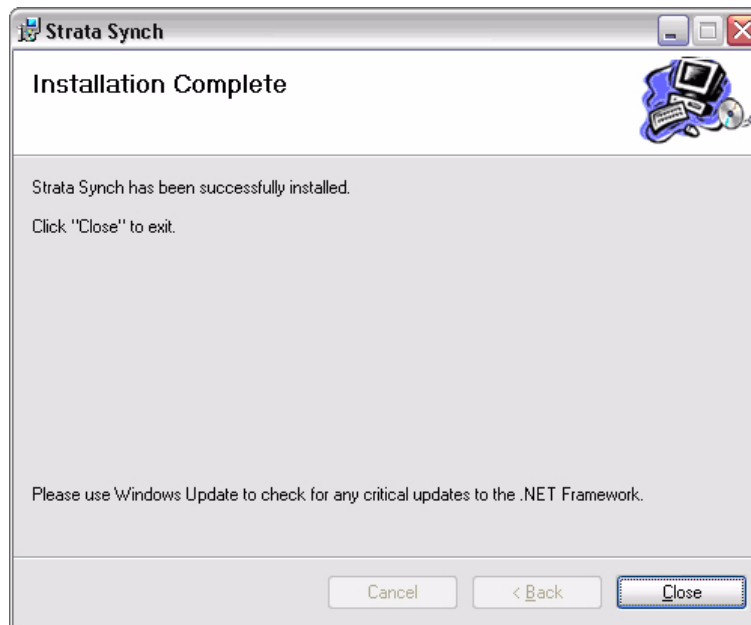 Strata Synch
Installation Complete
Strata Synch has been successfully installed.
Click "Close" to exit.
Please use Windows Update to check for any critical updates to the .NET Framework.
Cancel
< Back
Close